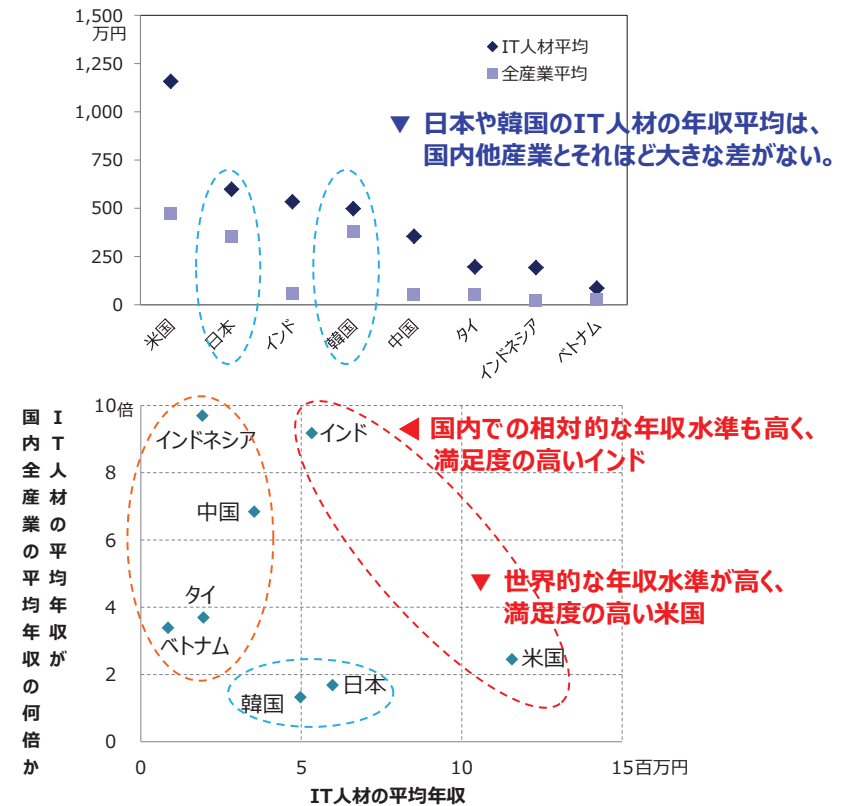 1,500
万円
1,250
1,000
750
500
250
0
IT人材平均
全産業平均
▼ 日本や韓国のIT人材の年収平均は、
国内他産業とそれほど大きな差がない。
米国
日本
インド
韓国
中国
タイ
インドネシア
ベトナム
IT人材の平均年収が
国内全産業の平均年収の何倍か
10倍
8
6
4
2
0
インドネシア
インド
◀ 国内での相対的な年収水準も高く、
満足度の高いインド
中国
▼ 世界的な年収水準が高く、
満足度の高い米国
タイ
ベトナム
米国
日本
韓国
0
5
10
15百万円
IT人材の平均年収